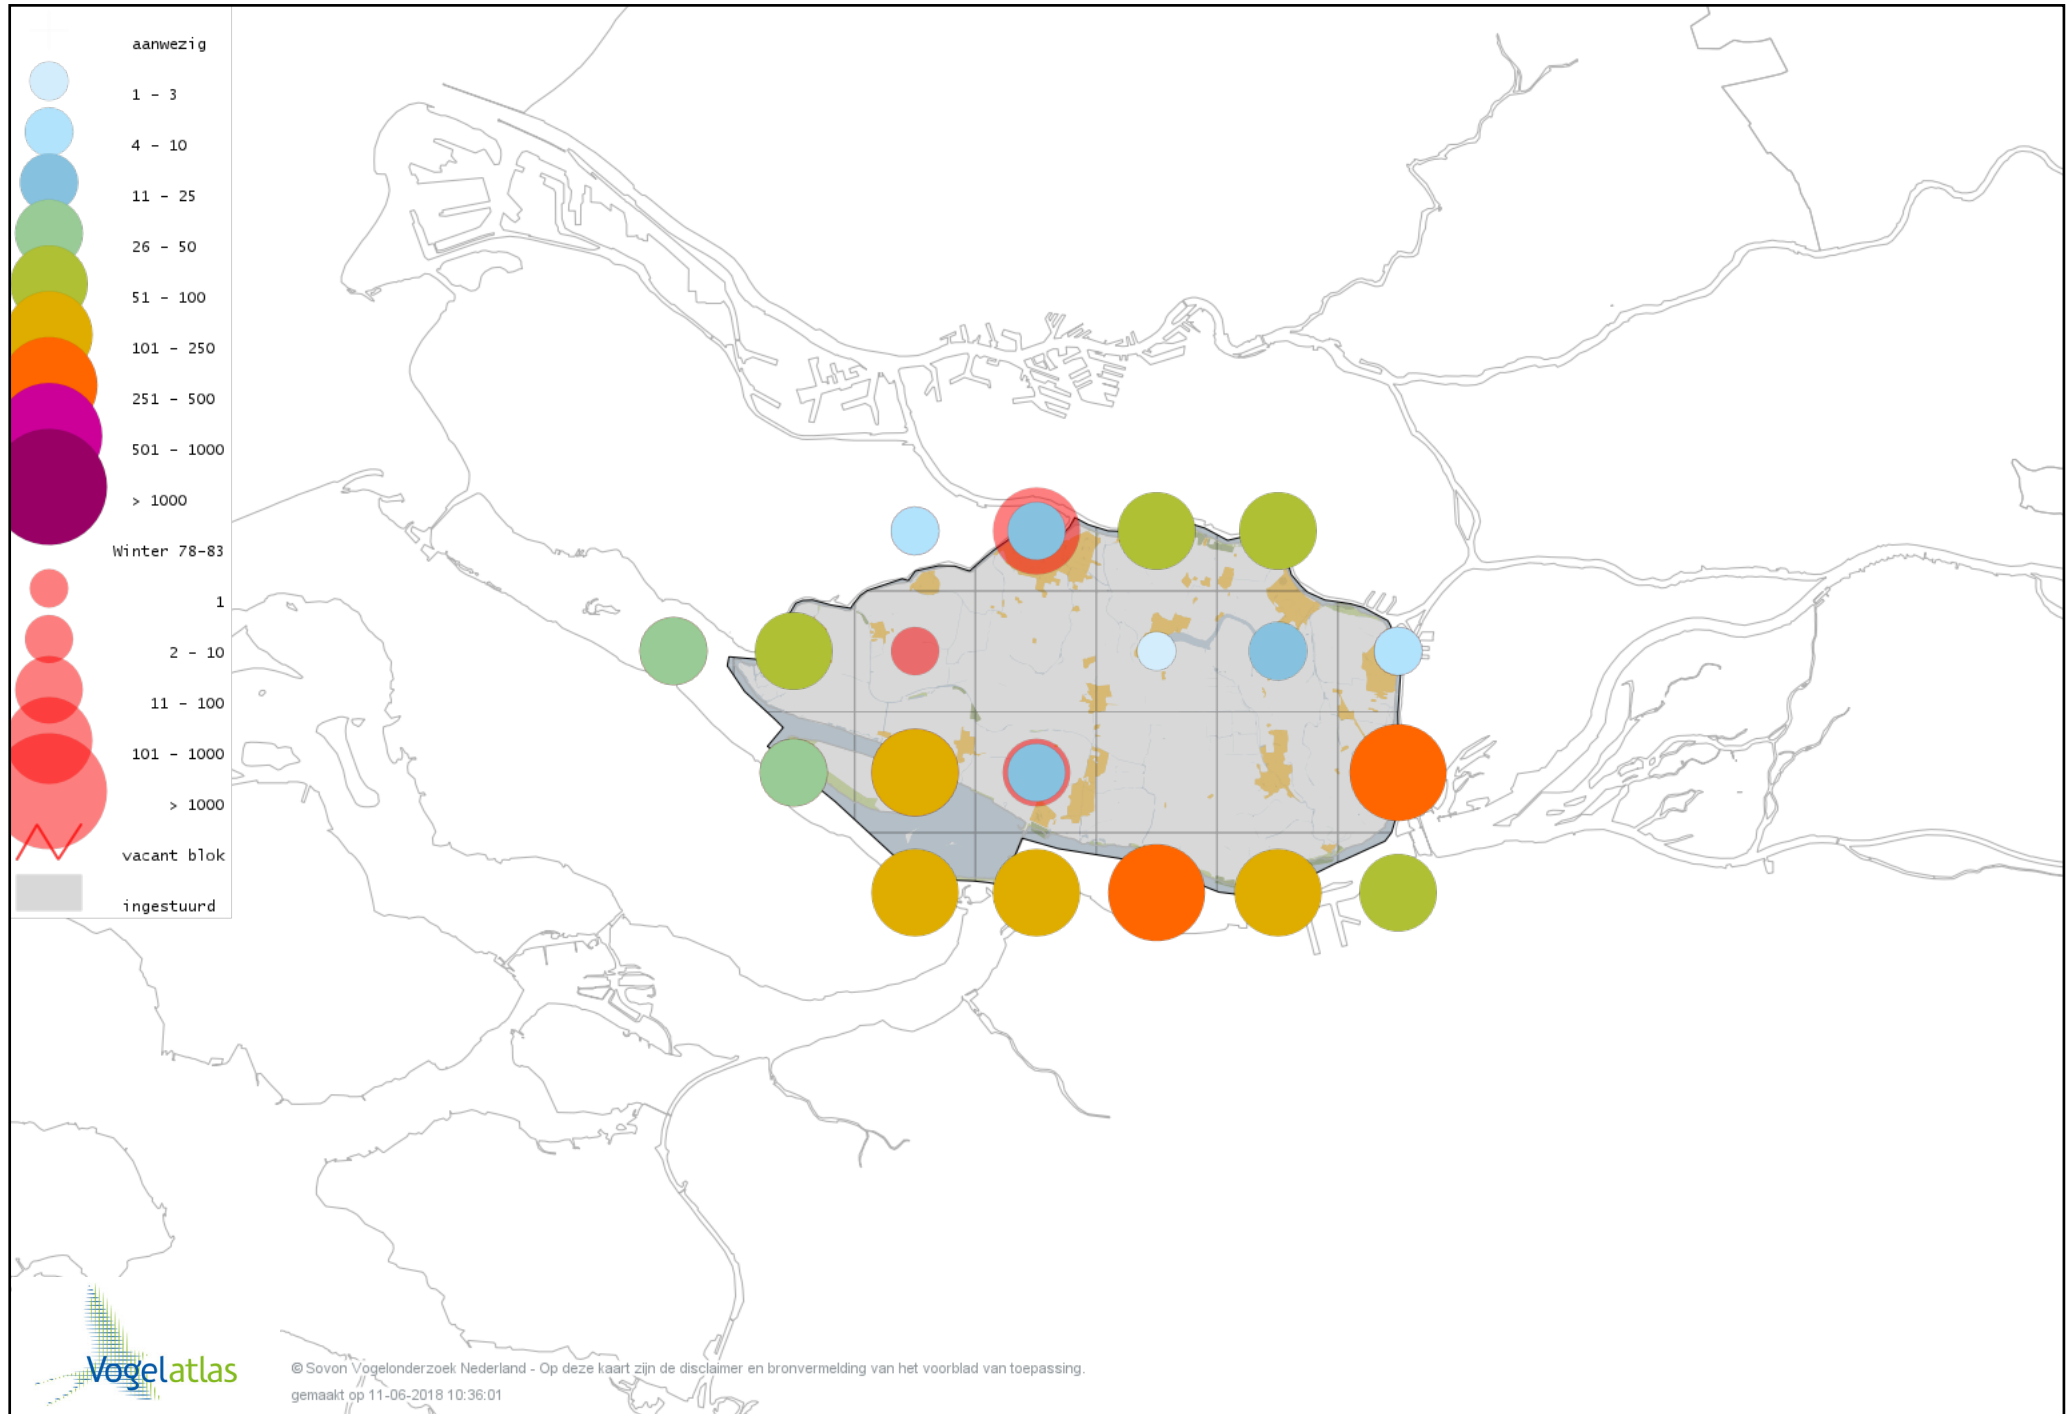 aanwezig
1 – 3
4 – 10
11 – 25
26 – 50
51 – 100
101 – 250
251 – 500
501 – 1000
> 1000
Winter 78-83
1
2 – 10
11 – 100
101 – 1000
> 1000
vacant blok
ingestuurd
Vogelatlas
© Sovon Vogelonderzoek Nederland - Op deze kaart zijn de disclaimer en bronvermelding van het voorblad van toepassing.
gemaakt op 11-06-2018 10:36:01